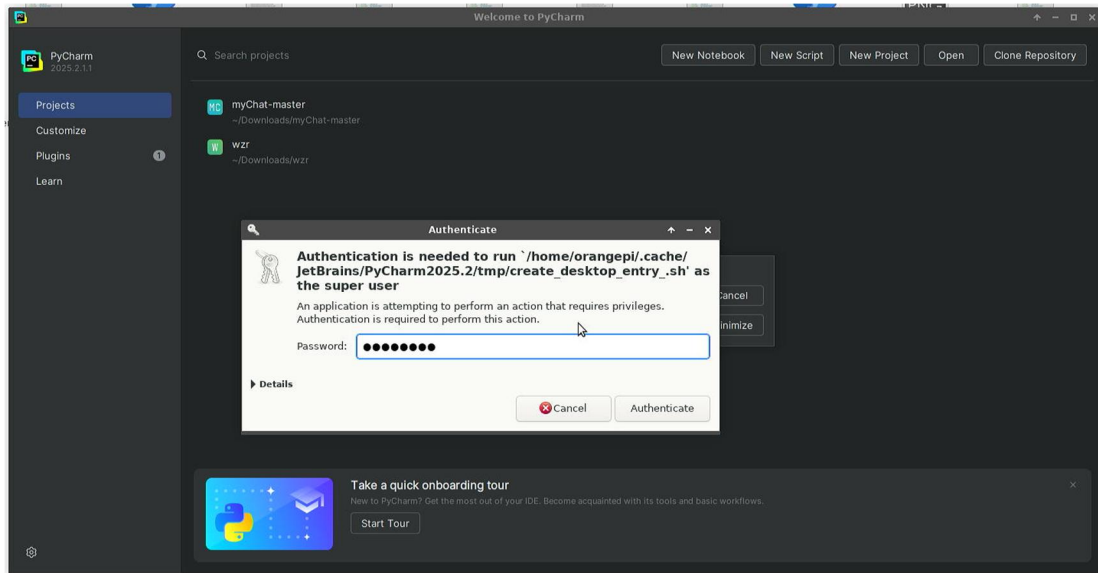 Welcome to PyCharm
PC
PyCharm
2025.2.1.1
Search projects
New Notebook
New Script
New Project
Open
Clone Repository
Projects
Customize
Plugins
1
Learn
MC
myChat-master
~/Downloads/myChat-master
W
wzr
~/Downloads/wzr
Authenticate
Authentication is needed to run `/home/orangepi/.cache/
JetBrains/PyCharm2025.2/tmp/create_desktop_entry_.sh' as
the super user
An application is attempting to perform an action that requires privileges.
Authentication is required to perform this action.
Password:
Details
Cancel
Authenticate
Cancel
inimize
Take a quick onboarding tour
New to PyCharm? Get the most out of your IDE. Become acquainted with its tools and basic workflows.
Start Tour